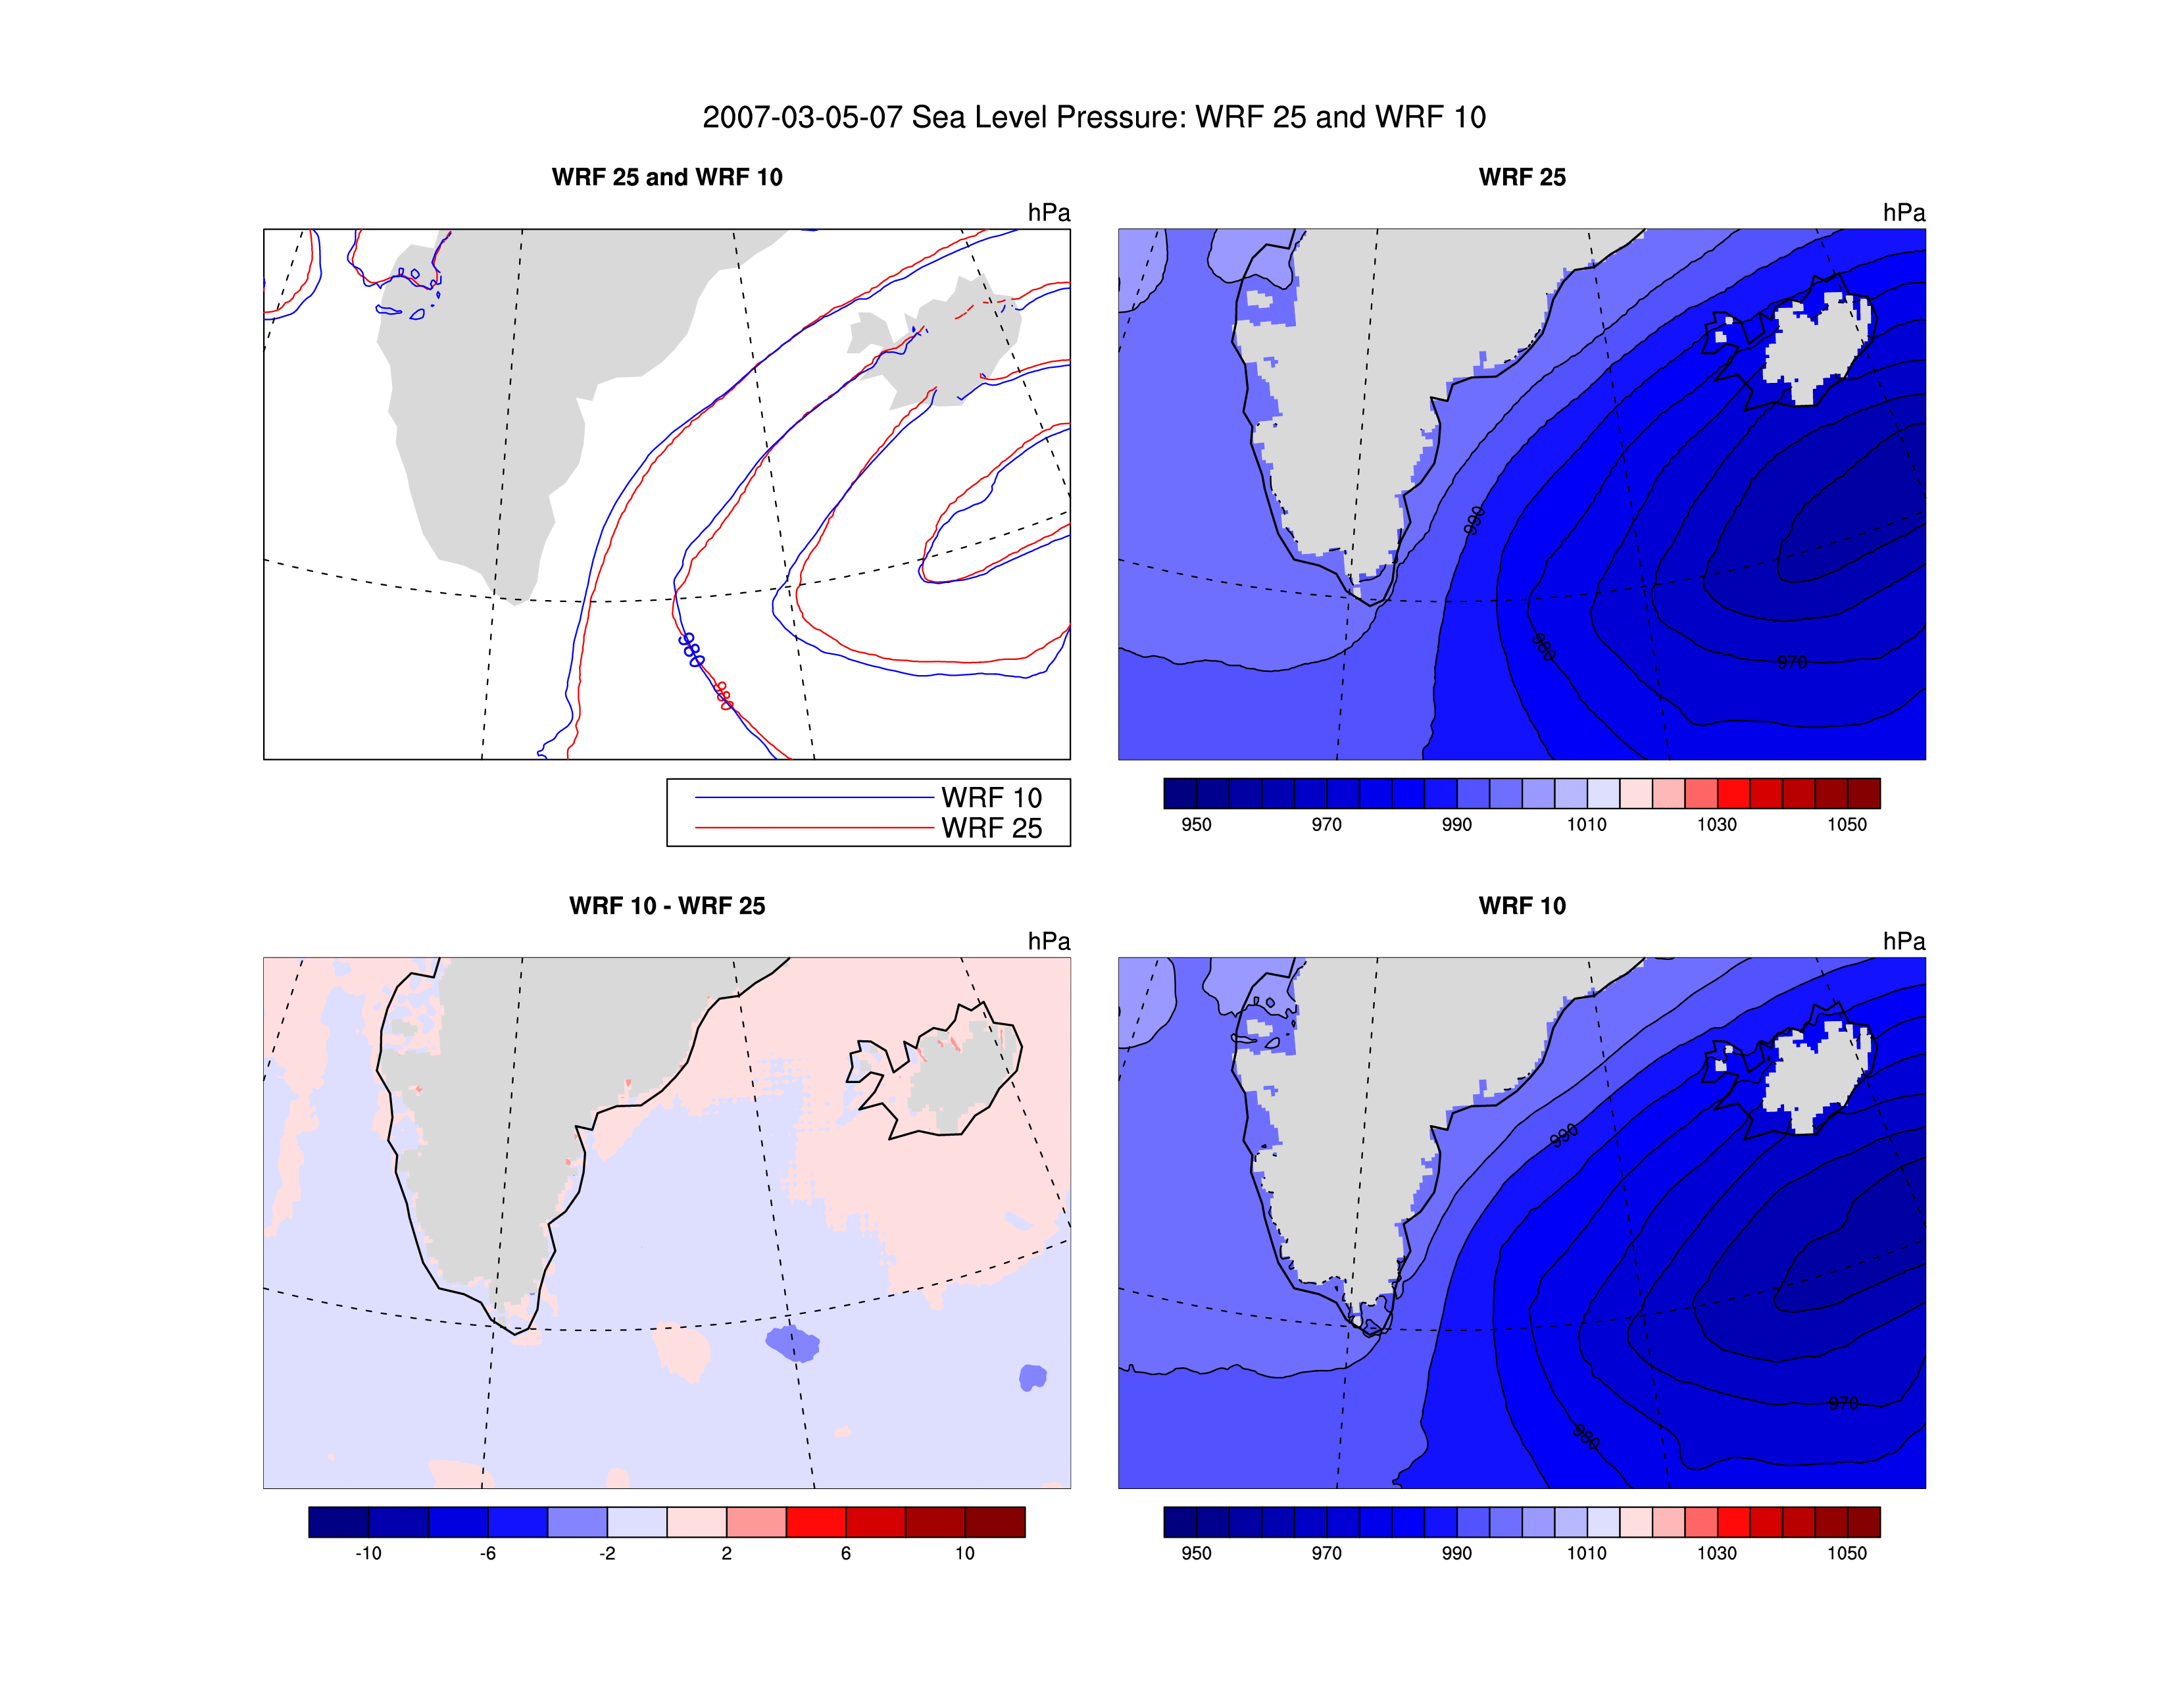 2007-03-05-07 Sea Level Pressure: WRF 25 and WRF 10
WRF 25 and WRF 10
hPa
980
980
WRF 10
WRF 25
WRF 25
hPa
990
980
970
950 970 990 1010 1030 1050
WRF 10 - WRF 25
hPa
-10 -6 -2 2 6 10
WRF 10
hPa
990
970
980
950 970 990 1010 1030 1050